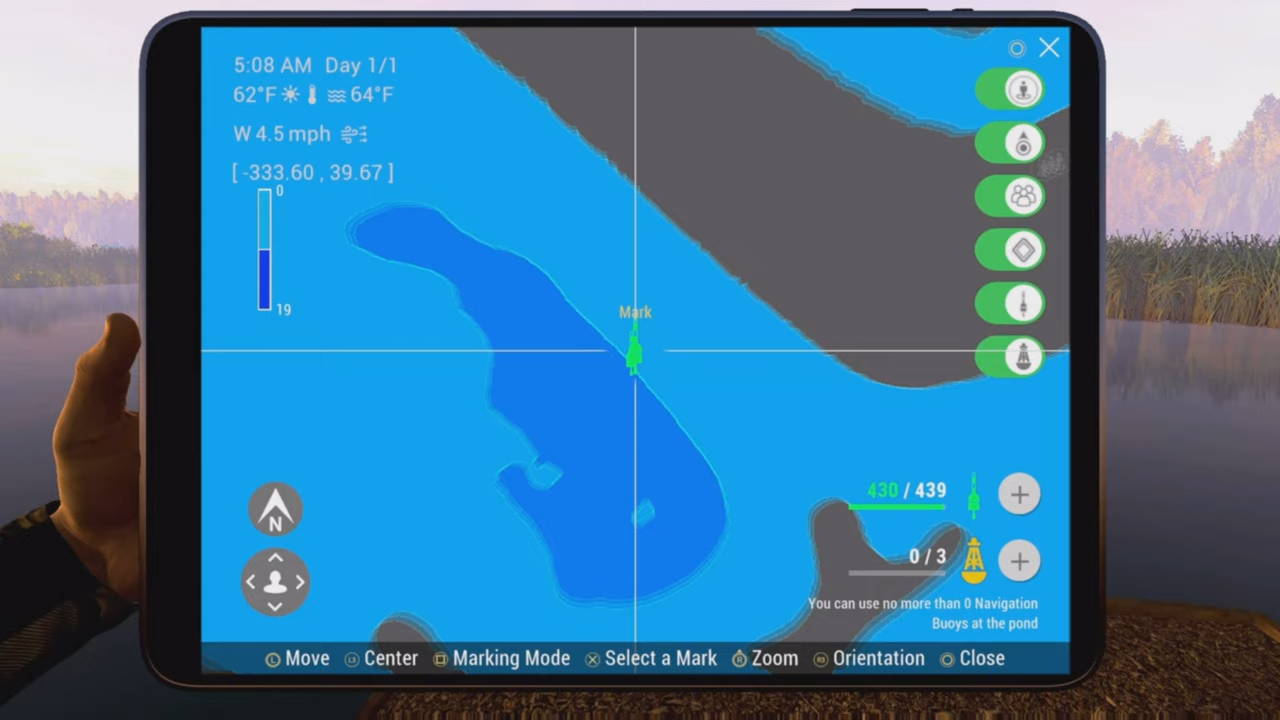 5:08 AM Day 1/1
62°F 64°F
W 4.5 mph
[ -333.60 , 39.67 ]
0
19
Mark
N
430 / 439
0 / 3
You can use no more than 0 Navigation
Buoys at the pond
L Move L3 Center Marking Mode Select a Mark R Zoom R3 Orientation Close